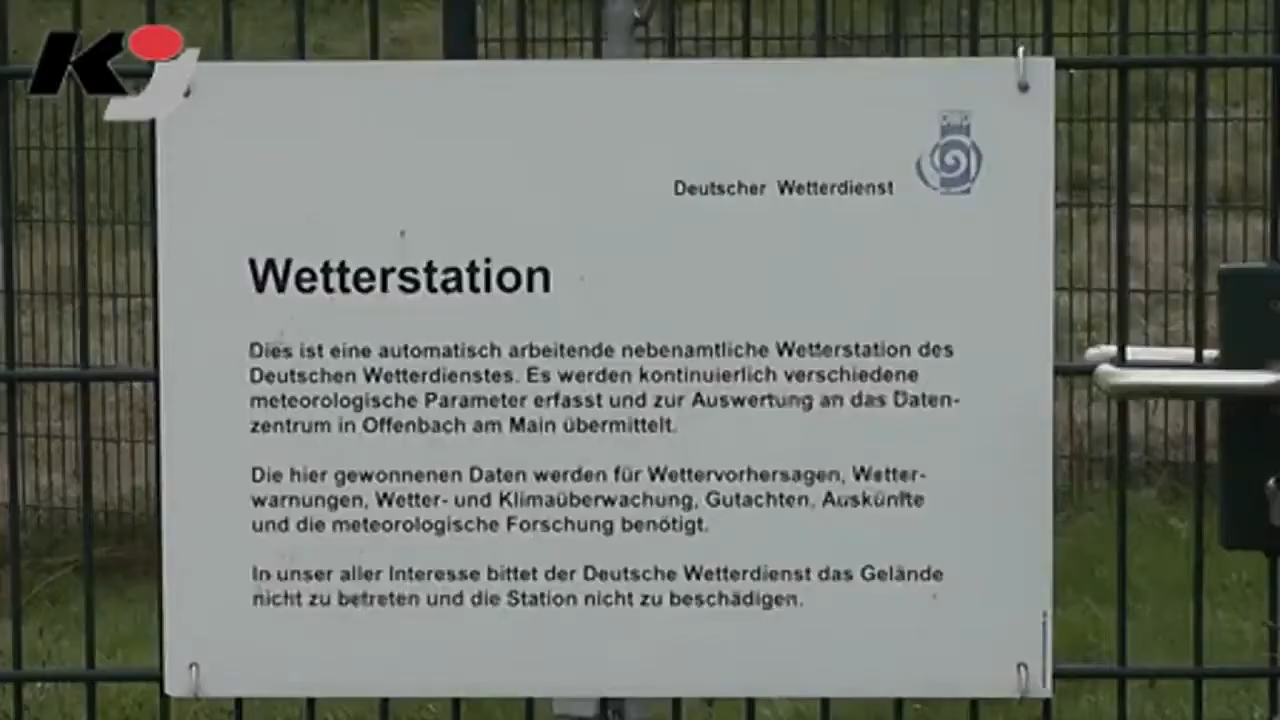 KJ
Deutscher Wetterdienst
Wetterstation
Dies ist eine automatisch arbeitende nebenamtliche Wetterstation des
Deutschen Wetterdienstes. Es werden kontinuierlich verschiedene
meteorologische Parameter erfasst und zur Auswertung an das Daten-
zentrum in Offenbach am Main übermittelt.
Die hier gewonnenen Daten werden für Wettervorhersagen, Wetter-
warnungen, Wetter- und Klimaüberwachung, Gutachten, Auskünfte
und die meteorologische Forschung benötigt.
In unser aller Interesse bittet der Deutsche Wetterdienst das Gelände
nicht zu betreten und die Station nicht zu beschädigen.